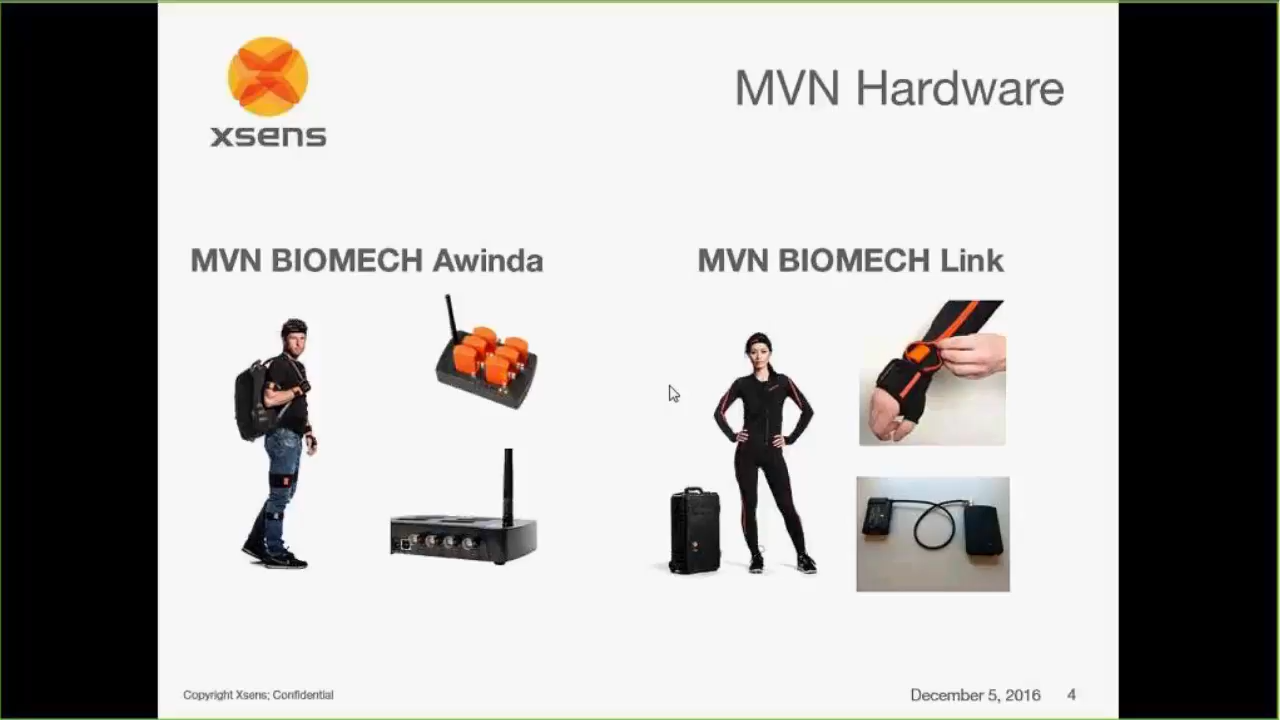 xsens
MVN Hardware
MVN BIOMECH Awinda
MVN BIOMECH Link
Copyright Xsens; Confidential
December 5, 2016
4